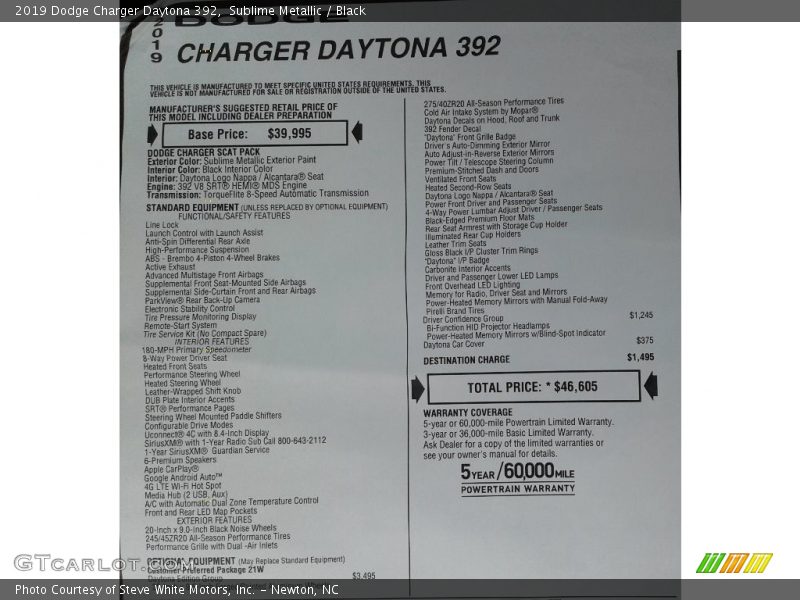 2019 Dodge Charger Daytona 392, Sublime Metallic / Black
2019
DODGE
CHARGER DAYTONA 392
THIS VEHICLE IS MANUFACTURED TO MEET SPECIFIC UNITED STATES REQUIREMENTS. THIS
VEHICLE IS NOT MANUFACTURED FOR SALE OR REGISTRATION OUTSIDE OF THE UNITED STATES.
MANUFACTURER'S SUGGESTED RETAIL PRICE OF
THIS MODEL INCLUDING DEALER PREPARATION
Base Price: $39,995
DODGE CHARGER SCAT PACK
Exterior Color: Sublime Metallic Exterior Paint
Interior Color: Black Interior Color
Interior: Daytona Logo Nappa / Alcantara® Seat
Engine: 392 V8 SRT® HEMI® MDS Engine
Transmission: TorqueFlite 8-Speed Automatic Transmission
STANDARD EQUIPMENT (UNLESS REPLACED BY OPTIONAL EQUIPMENT)
FUNCTIONAL/SAFETY FEATURES
Line Lock
Launch Control with Launch Assist
Anti-Spin Differential Rear Axle
High-Performance Suspension
ABS - Brembo 4-Piston 4-Wheel Brakes
Active Exhaust
Advanced Multistage Front Airbags
Supplemental Front Seat-Mounted Side Airbags
Supplemental Side-Curtain Front and Rear Airbags
ParkView® Rear Back-Up Camera
Electronic Stability Control
Tire Pressure Monitoring Display
Remote-Start System
Tire Service Kit (No Compact Spare)
INTERIOR FEATURES
180-MPH Primary Speedometer
8-Way Power Driver Seat
Heated Front Seats
Performance Steering Wheel
Heated Steering Wheel
Leather-Wrapped Shift Knob
DUB Plate Interior Accents
SRT® Performance Pages
Steering Wheel Mounted Paddle Shifters
Configurable Drive Modes
Uconnect® 4C with 8.4-Inch Display
SiriusXM® with 1-Year Radio Sub Call 800-643-2112
1-Year SiriusXM® Guardian Service
6-Premium Speakers
Apple CarPlay®
Google Android Auto™
4G LTE Wi-Fi Hot Spot
Media Hub (2 USB, Aux)
A/C with Automatic Dual Zone Temperature Control
Front and Rear LED Map Pockets
EXTERIOR FEATURES
20-Inch x 9.0-Inch Black Noise Wheels
245/45ZR20 All-Season Performance Tires
Performance Grille with Dual -Air Inlets
OPTIONAL EQUIPMENT (May Replace Standard Equipment)
Customer Preferred Package 21W
Daytona Edition Group $3,495
275/40ZR20 All-Season Performance Tires
Cold Air Intake System by Mopar®
Daytona Decals on Hood, Roof and Trunk
392 Fender Decal
"Daytona" Front Grille Badge
Driver's Auto-Dimming Exterior Mirror
Auto Adjust-in-Reverse Exterior Mirrors
Power Tilt / Telescope Steering Column
Premium-Stitched Dash and Doors
Ventilated Front Seats
Heated Second-Row Seats
Daytona Logo Nappa / Alcantara® Seat
Power Front Driver and Passenger Seats
4-Way Power Lumbar Adjust Driver / Passenger Seats
Black-Edged Premium Floor Mats
Rear Seat Armrest with Storage Cup Holder
Illuminated Rear Cup Holders
Leather Trim Seats
Gloss Black I/P Cluster Trim Rings
"Daytona" I/P Badge
Carbonite Interior Accents
Driver and Passenger Lower LED Lamps
Front Overhead LED Lighting
Memory for Radio, Driver Seat and Mirrors
Power-Heated Memory Mirrors with Manual Fold-Away
Pirelli Brand Tires
Driver Confidence Group $1,245
Bi-Function HID Projector Headlamps
Power-Heated Memory Mirrors w/Blind-Spot Indicator
Daytona Car Cover $375
DESTINATION CHARGE $1,495
TOTAL PRICE: * $46,605
WARRANTY COVERAGE
5-year or 60,000-mile Powertrain Limited Warranty.
3-year or 36,000-mile Basic Limited Warranty.
Ask Dealer for a copy of the limited warranties or
see your owner's manual for details.
5 YEAR / 60,000 MILE
POWERTRAIN WARRANTY
GTcarlot.com
Photo Courtesy of Steve White Motors, Inc. – Newton, NC